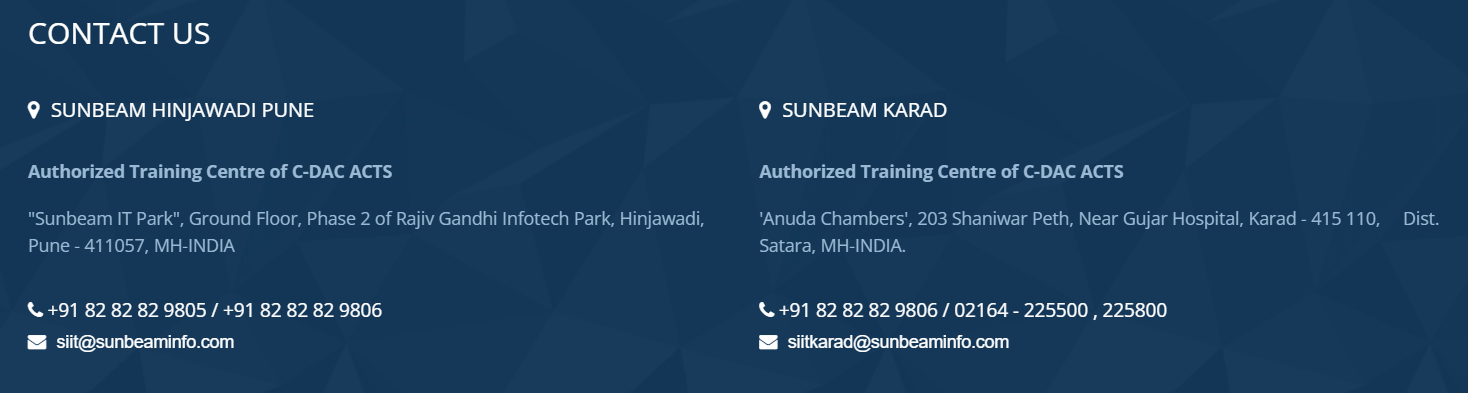 CONTACT US
SUNBEAM HINJAWADI PUNE
Authorized Training Centre of C-DAC ACTS
"Sunbeam IT Park", Ground Floor, Phase 2 of Rajiv Gandhi Infotech Park, Hinjawadi,
Pune - 411057, MH-INDIA
+91 82 82 82 9805 / +91 82 82 82 9806
siit@sunbeaminfo.com
SUNBEAM KARAD
Authorized Training Centre of C-DAC ACTS
'Anuda Chambers', 203 Shaniwar Peth, Near Gujar Hospital, Karad - 415 110, Dist.
Satara, MH-INDIA.
+91 82 82 82 9806 / 02164 - 225500 , 225800
siitkarad@sunbeaminfo.com